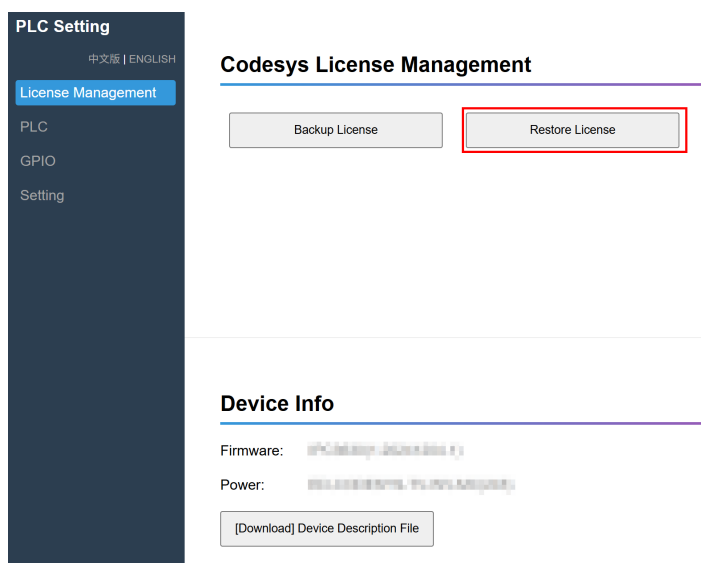 PLC Setting
中文版 | ENGLISH
License Management
PLC
GPIO
Setting
Codesys License Management
Backup License
Restore License
Device Info
Firmware:
Power:
[Download] Device Description File